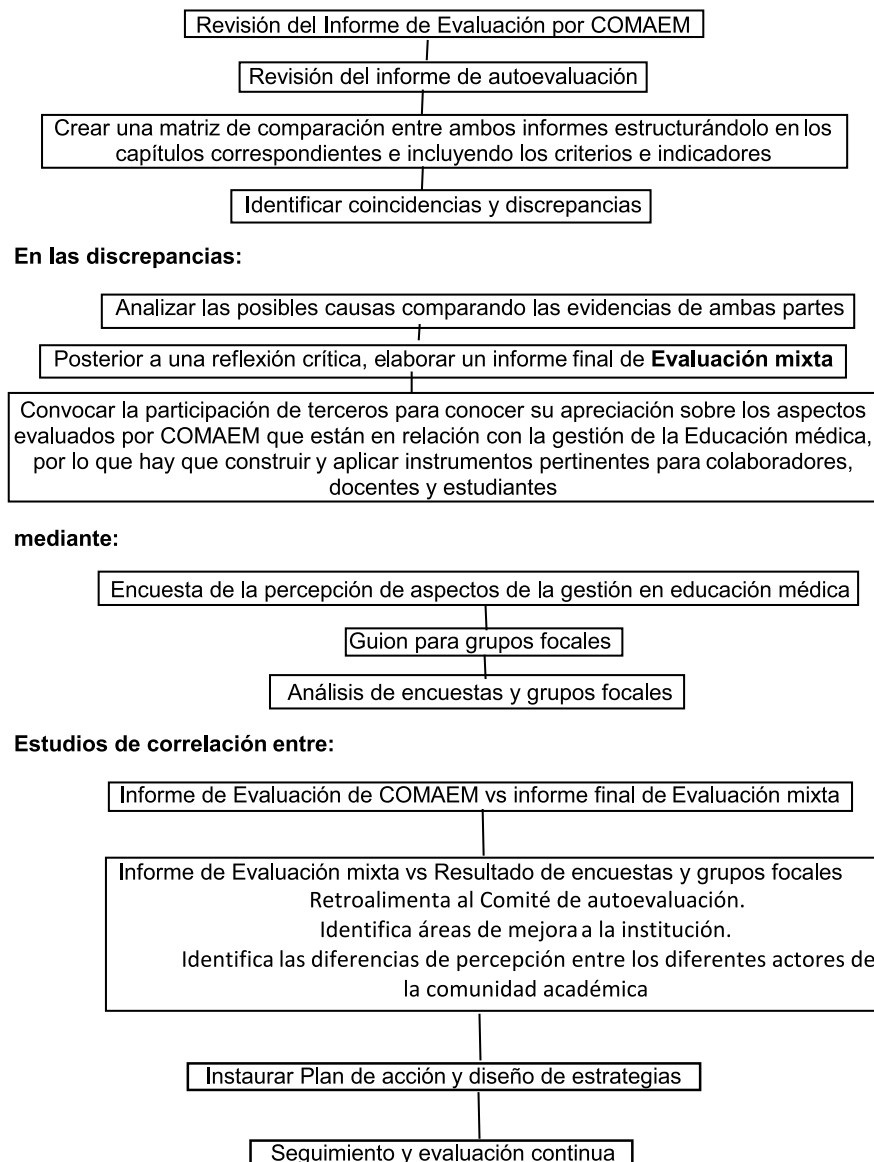 Revisión del Informe de Evaluación por COMAEM
Revisión del informe de autoevaluación
Crear una matriz de comparación entre ambos informes estructurándolo en los
capítulos correspondientes e incluyendo los criterios e indicadores
Identificar coincidencias y discrepancias
En las discrepancias:
Analizar las posibles causas comparando las evidencias de ambas partes
Posterior a una reflexión crítica, elaborar un informe final de Evaluación mixta
Convocar la participación de terceros para conocer su apreciación sobre los aspectos
evaluados por COMAEM que están en relación con la gestión de la Educación médica,
por lo que hay que construir y aplicar instrumentos pertinentes para colaboradores,
docentes y estudiantes
mediante:
Encuesta de la percepción de aspectos de la gestión en educación médica
Guion para grupos focales
Análisis de encuestas y grupos focales
Estudios de correlación entre:
Informe de Evaluación de COMAEM vs informe final de Evaluación mixta
Informe de Evaluación mixta vs Resultado de encuestas y grupos focales
Retroalimenta al Comité de autoevaluación.
Identifica áreas de mejora a la institución.
Identifica las diferencias de percepción entre los diferentes actores de
la comunidad académica
Instaurar Plan de acción y diseño de estrategias
Seguimiento y evaluación continua